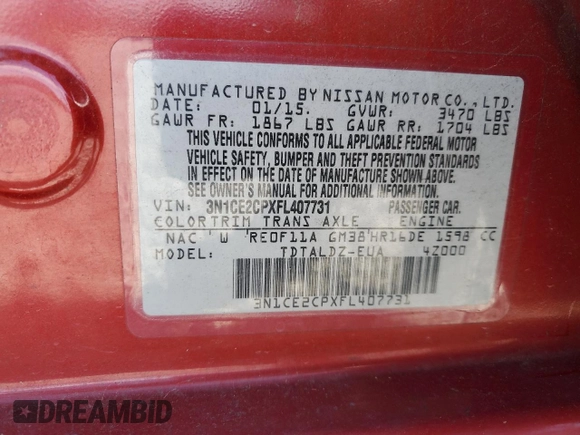 MANUFACTURED BY NISSAN MOTOR CO., LTD.
DATE: 01/15. GVWR: 3470 LBS
GAWR FR: 1867 LBS GAWR RR: 1704 LBS
THIS VEHICLE CONFORMS TO ALL APPLICABLE FEDERAL MOTOR
VEHICLE SAFETY, BUMPER AND THEFT PREVENTION STANDARDS
IN EFFECT ON THE DATE OF MANUFACTURE SHOWN ABOVE.
SEE OWNER'S MANUAL FOR ADDITIONAL INFORMATION.
VIN: 3N1CE2CPXFL407731 PASSENGER CAR.
COLOR TRIM TRANS AXLE ENGINE
NAC W RE0F11A GM38 HR16DE 1598 CC
MODEL: TDTALDZ-EUA 4Z000
3N1CE2CPXFL407731
DREAMBID